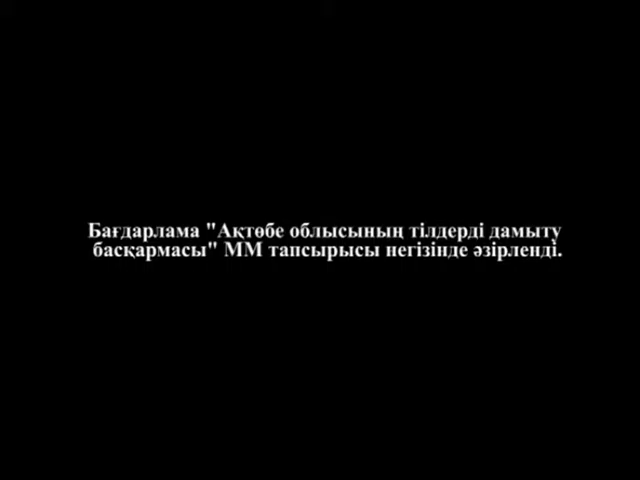 Бағдарлама "Ақтөбе облысының тілдерді дамыту
басқармасы" ММ тапсырысы негізінде әзірленді.